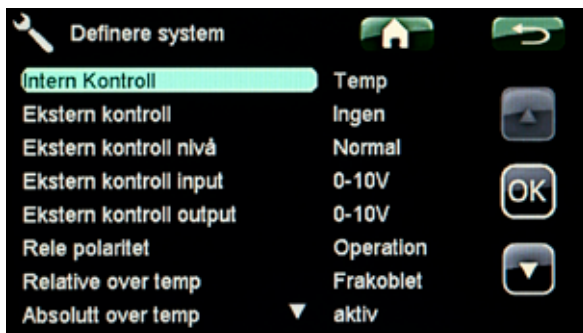 Definere system
Intern Kontroll Temp
Ekstern kontroll Ingen
Ekstern kontroll nivå Normal
Ekstern kontroll input 0-10V
Ekstern kontroll output 0-10V
Rele polaritet Operation
Relative over temp Frakoblet
Absolutt over temp aktiv
OK